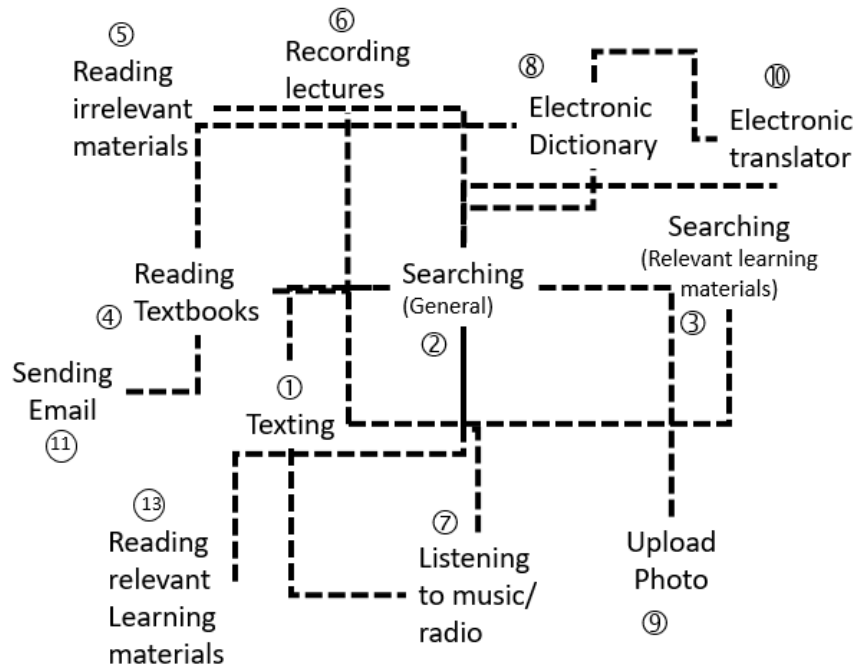 ⑤
Reading
irrelevant
materials
⑥
Recording
lectures
⑧
Electronic
Dictionary
⑩
Electronic
translator
Reading
Textbooks
④
Searching
(General)
②
Searching
(Relevant learning
materials)
③
Sending
Email
⑪
①
Texting
⑬
Reading
relevant
Learning
materials
⑦
Listening
to music/
radio
Upload
Photo
⑨